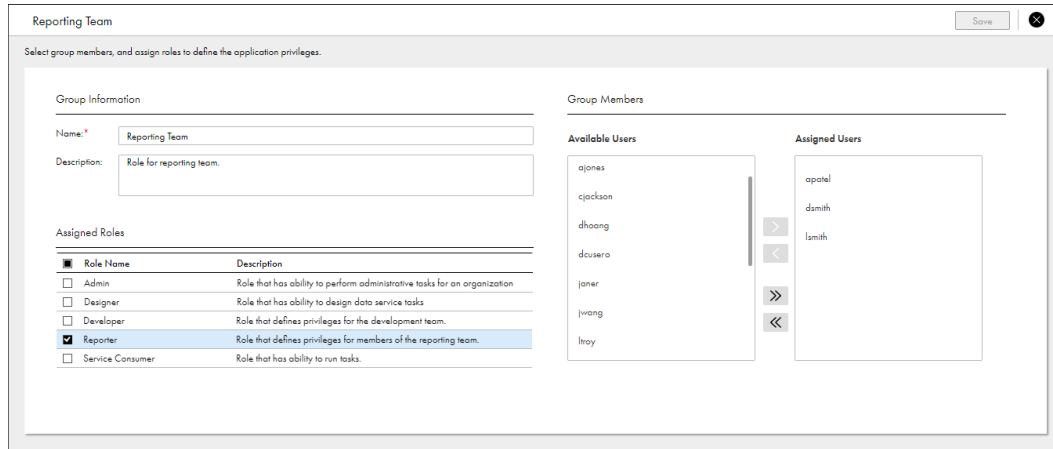 Reporting Team
Save
Select group members, and assign roles to define the application privileges.
Group Information
Name:*
Reporting Team
Description:
Role for reporting team.
Assigned Roles
Role Name Description
Admin Role that has ability to perform administrative tasks for an organization
Designer Role that has ability to design data service tasks
Developer Role that defines privileges for the development team.
Reporter Role that defines privileges for members of the reporting team.
Service Consumer Role that has ability to run tasks.
Group Members
Available Users
ajones
cjackson
dhoang
dcusero
janer
jwang
ltroy
Assigned Users
apatel
dsmith
lsmith